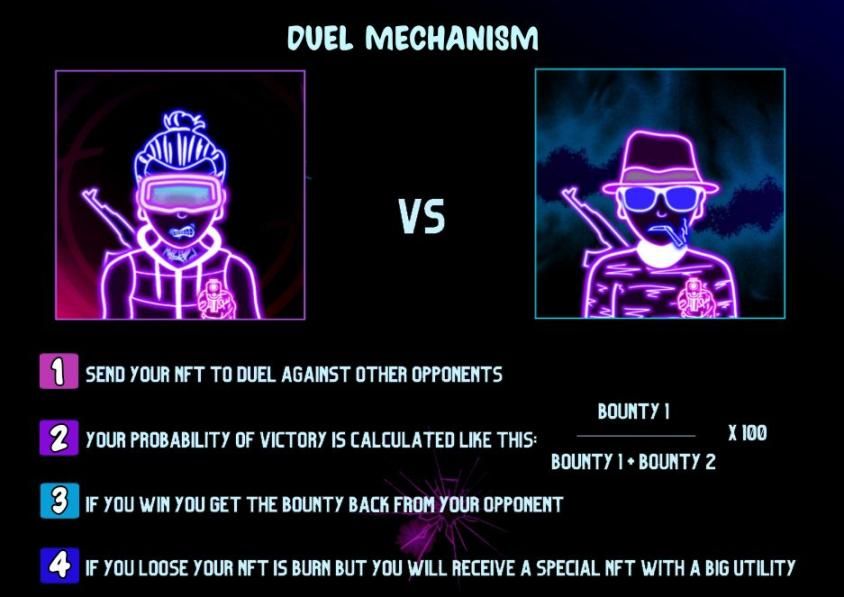 DUEL MECHANISM
VS
1 SEND YOUR NFT TO DUEL AGAINST OTHER OPPONENTS
2 YOUR PROBABILITY OF VICTORY IS CALCULATED LIKE THIS:
BOUNTY 1
X 100
BOUNTY 1 + BOUNTY 2
3 IF YOU WIN YOU GET THE BOUNTY BACK FROM YOUR OPPONENT
4 IF YOU LOOSE YOUR NFT IS BURN BUT YOU WILL RECEIVE A SPECIAL NFT WITH A BIG UTILITY